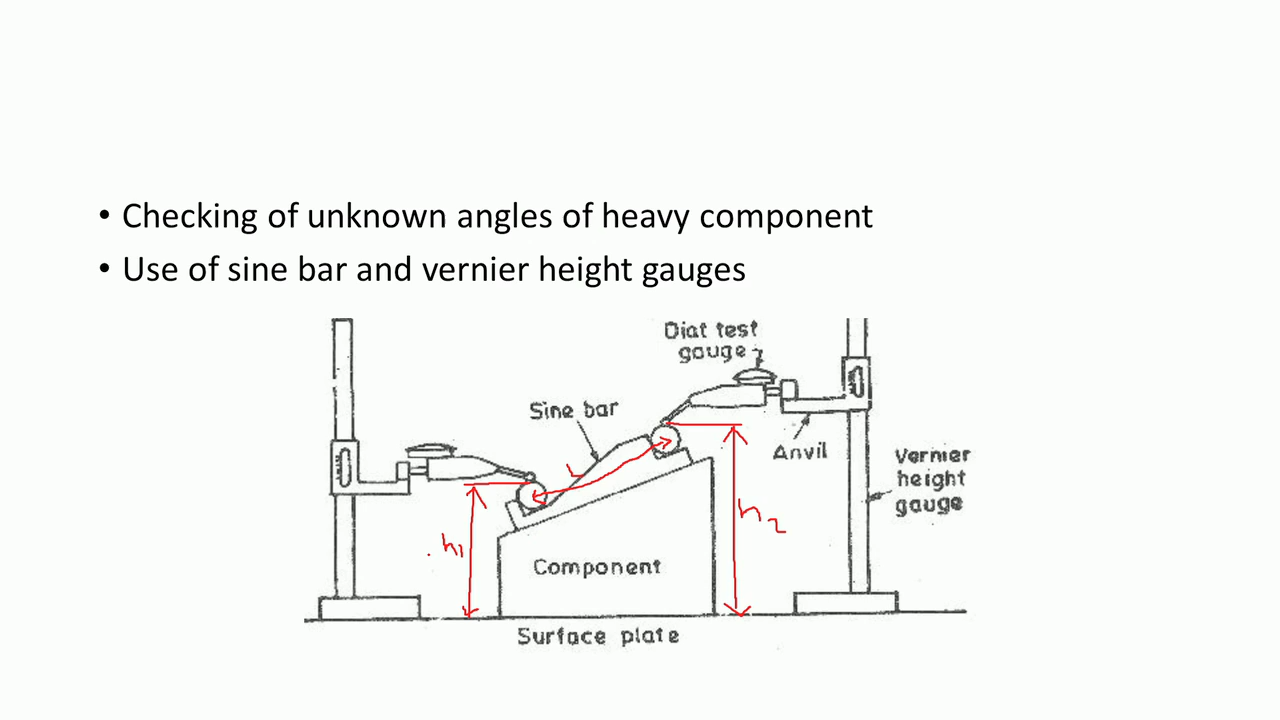 • Checking of unknown angles of heavy component
• Use of sine bar and vernier height gauges
Diat test
gauge
Sine bar
Anvil
Vernier
height
gauge
L
h1
h2
Component
Surface plate